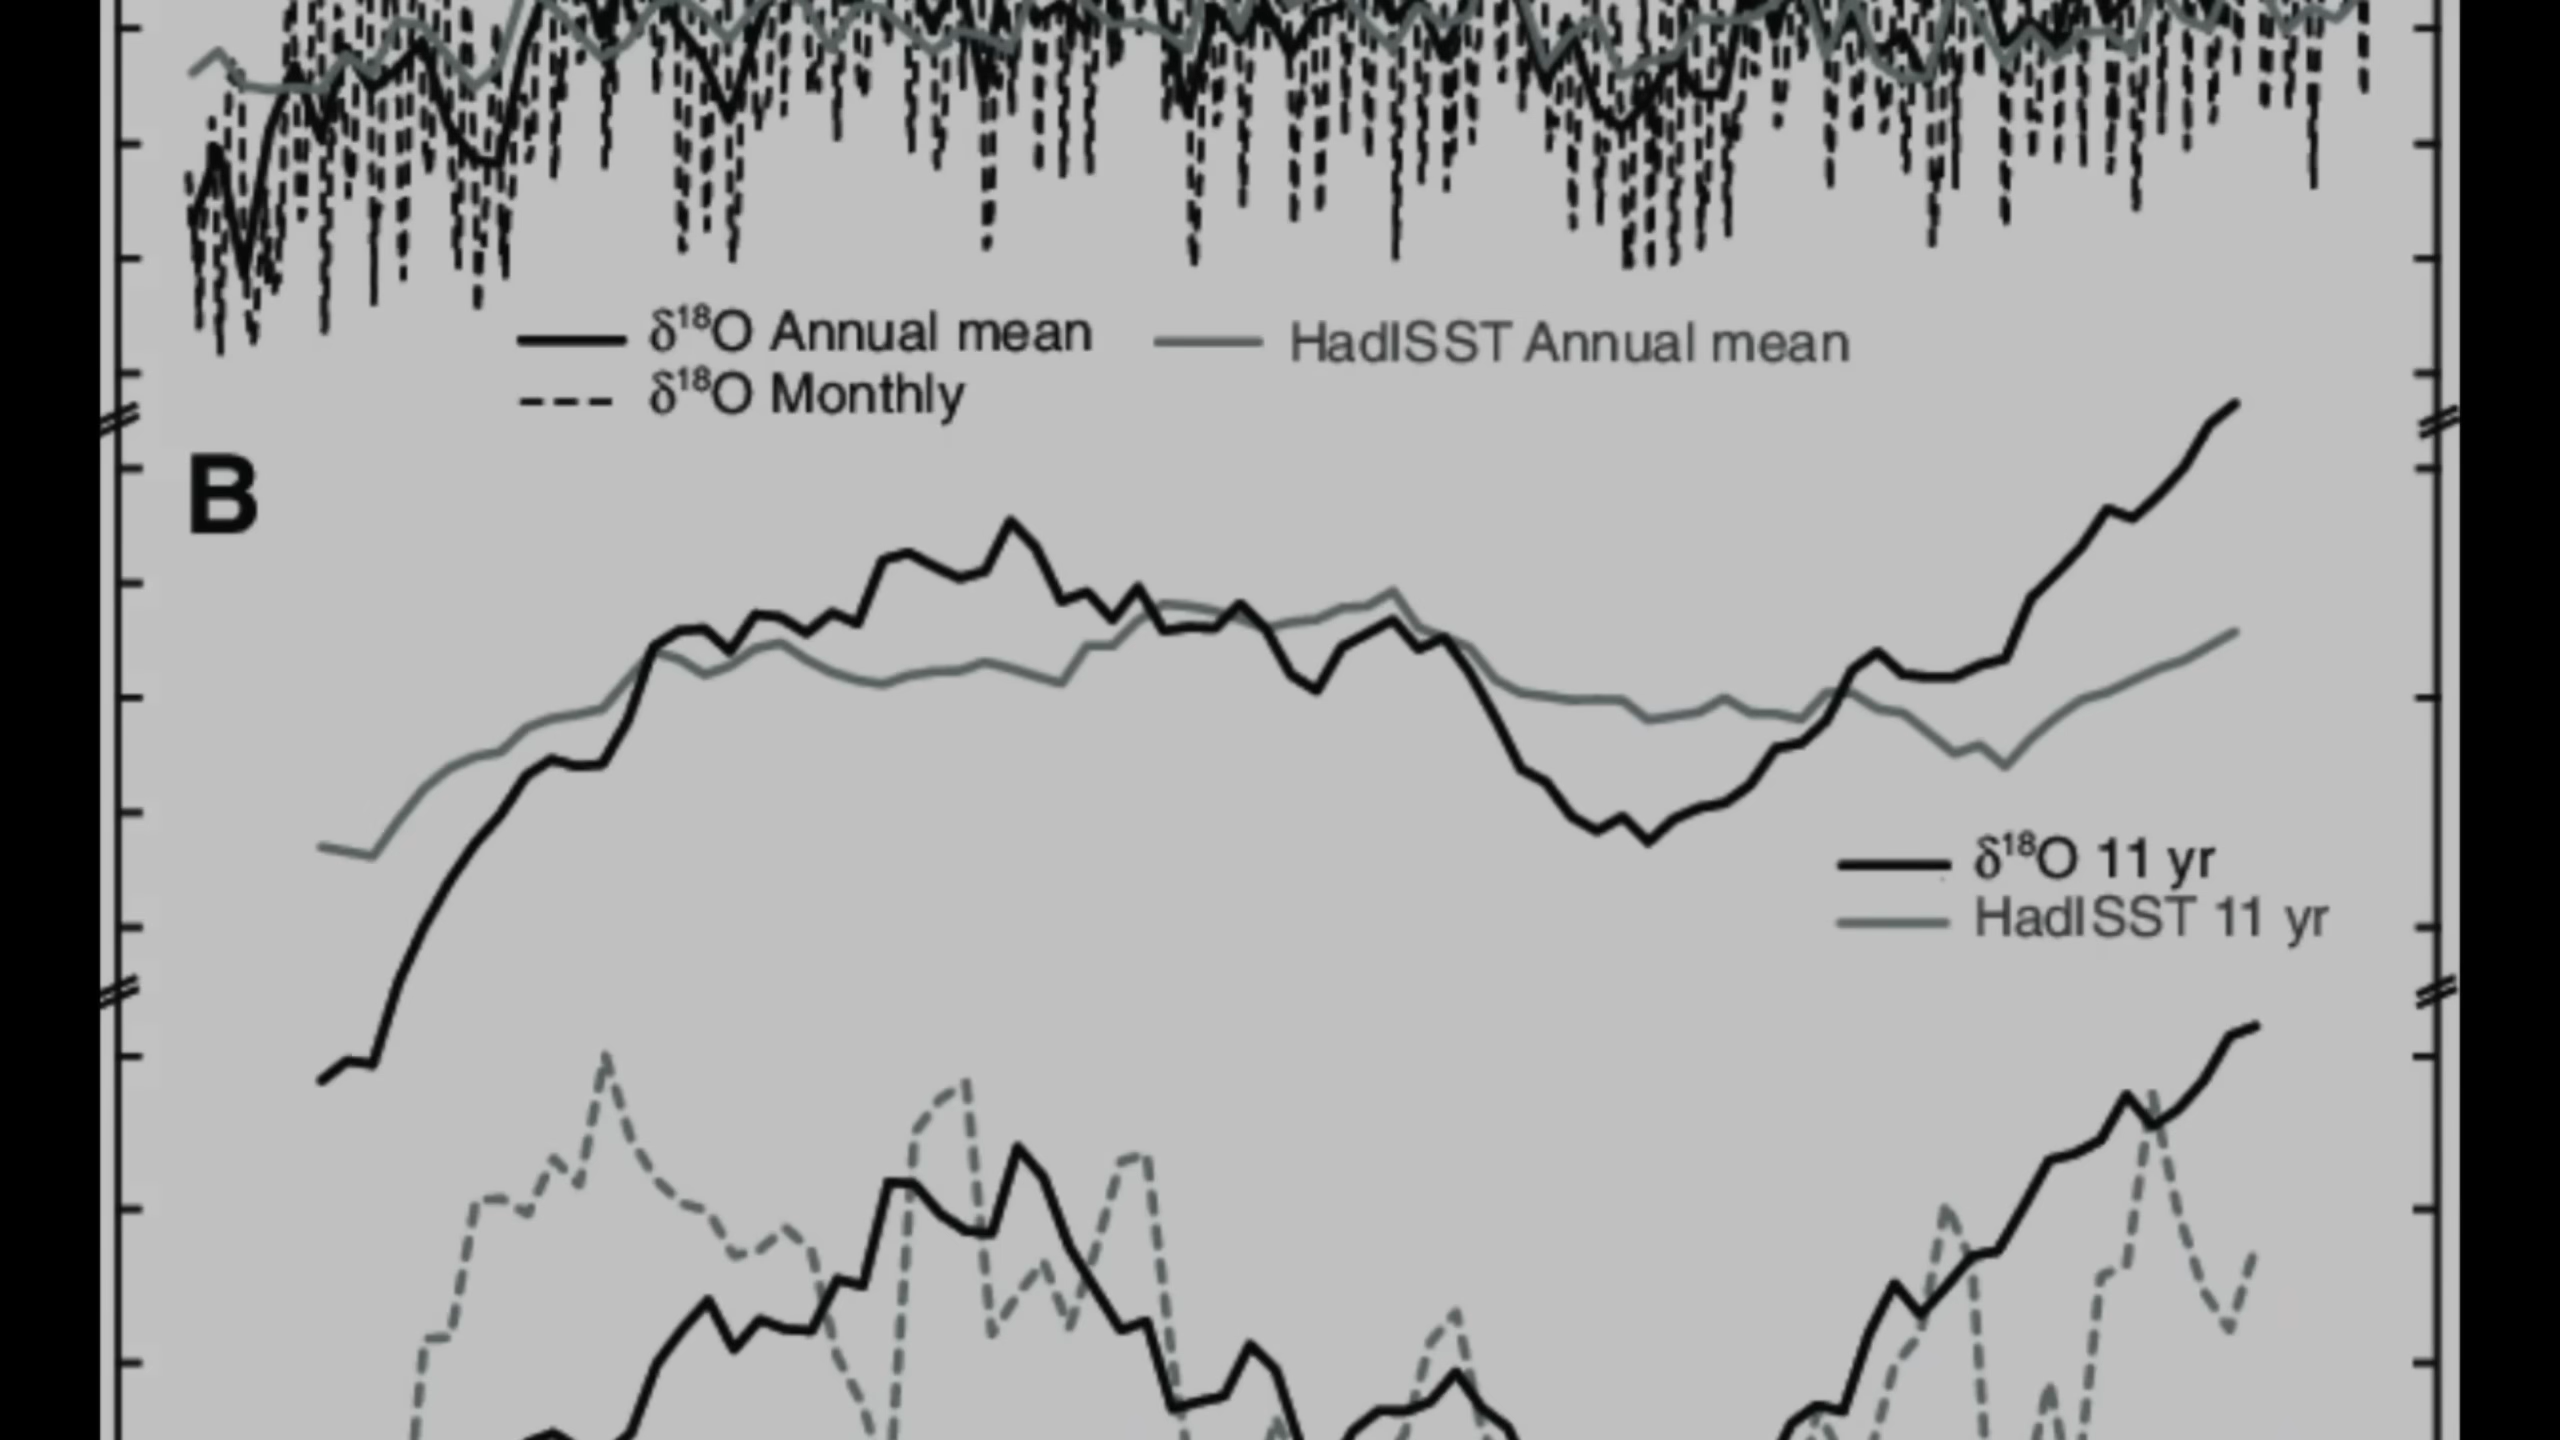 δ¹⁸O Annual mean
HadISST Annual mean
δ¹⁸O Monthly
B
δ¹⁸O 11 yr
HadISST 11 yr